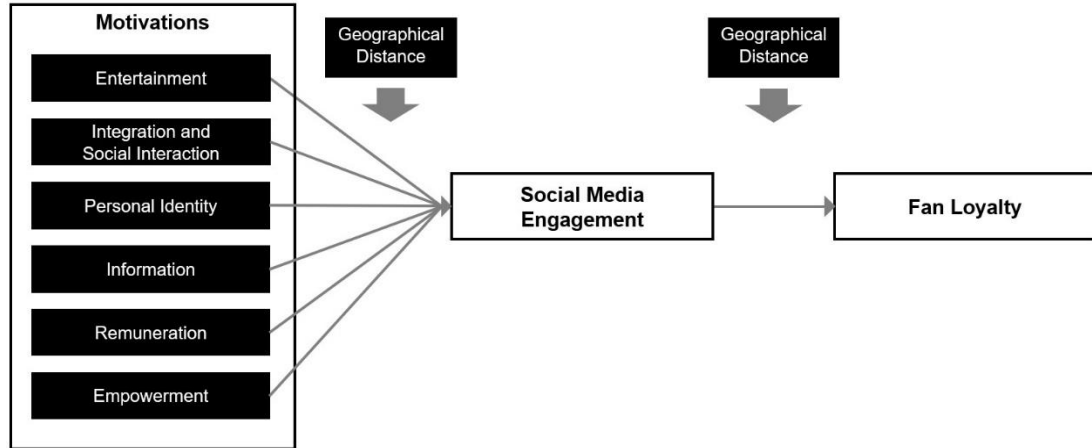 Motivations
Entertainment
Integration and
Social Interaction
Personal Identity
Information
Remuneration
Empowerment
Geographical
Distance
Social Media
Engagement
Geographical
Distance
Fan Loyalty